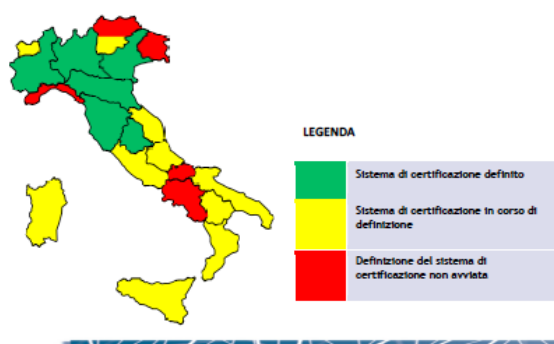 LEGENDA
Sistema di certificazione definito
Sistema di certificazione in corso di
definizione
Definizione del sistema di
certificazione non avviata